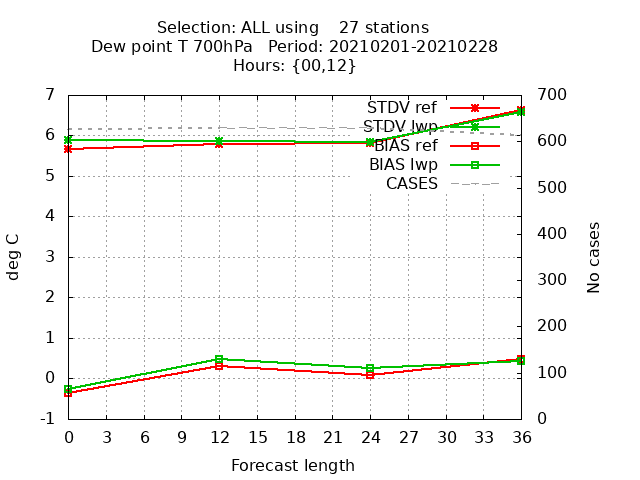 Selection: ALL using 27 stations
Dew point T 700hPa Period: 20210201-20210228
Hours: {00,12}
7
6
5
4
3
2
1
0
-1
deg C
700
600
500
400
300
200
100
0
No cases
STDV ref
STDV lwp
BIAS ref
BIAS lwp
CASES
0 3 6 9 12 15 18 21 24 27 30 33 36
Forecast length